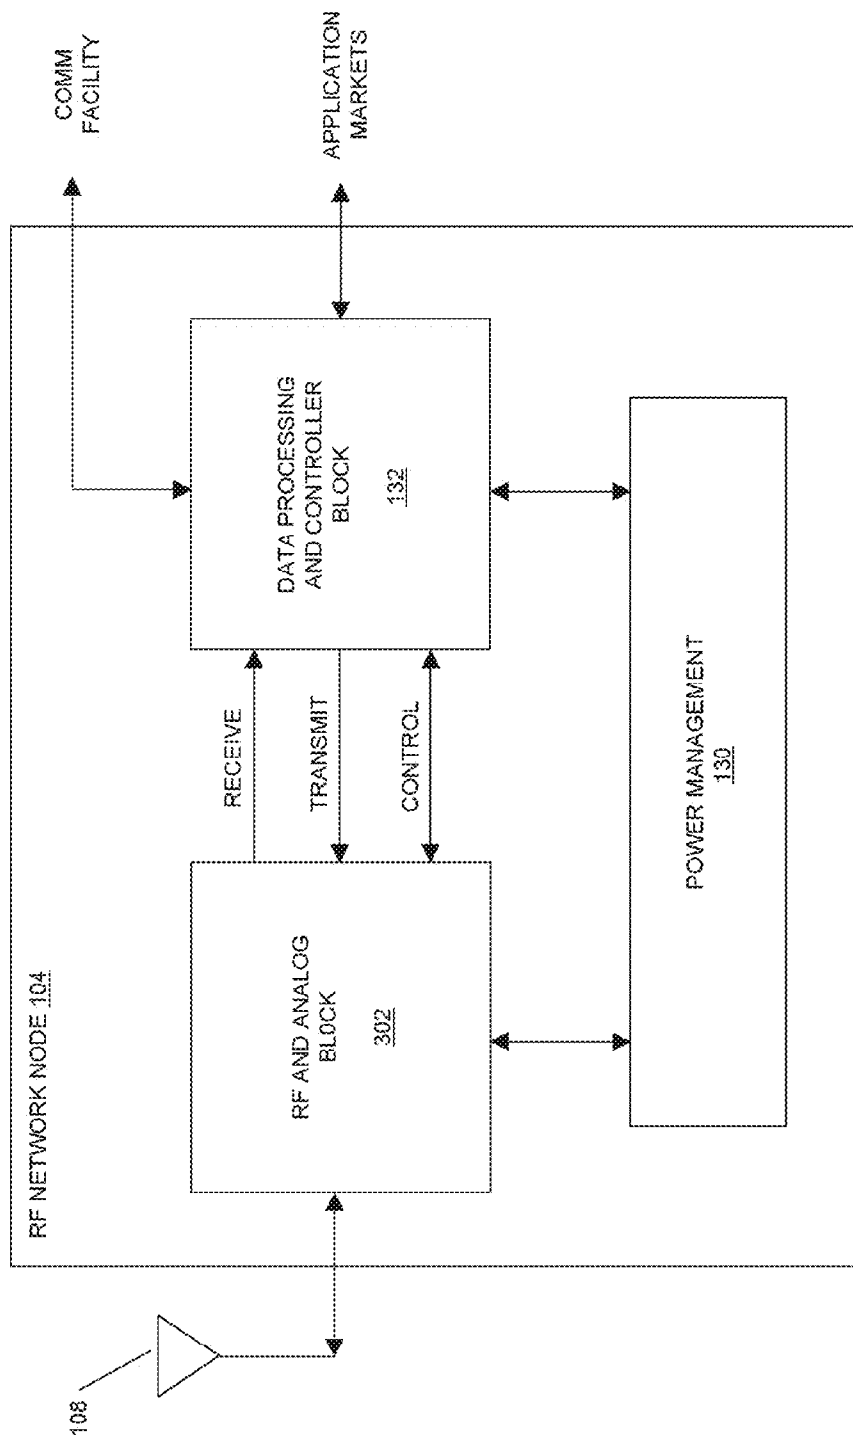 RF NETWORK NODE 104
108
RF AND ANALOG
BLOCK
302
RECEIVE
TRANSMIT
CONTROL
DATA PROCESSING
AND CONTROLLER
BLOCK
132
POWER MANAGEMENT
130
COMM
FACILITY
APPLICATION
MARKETS